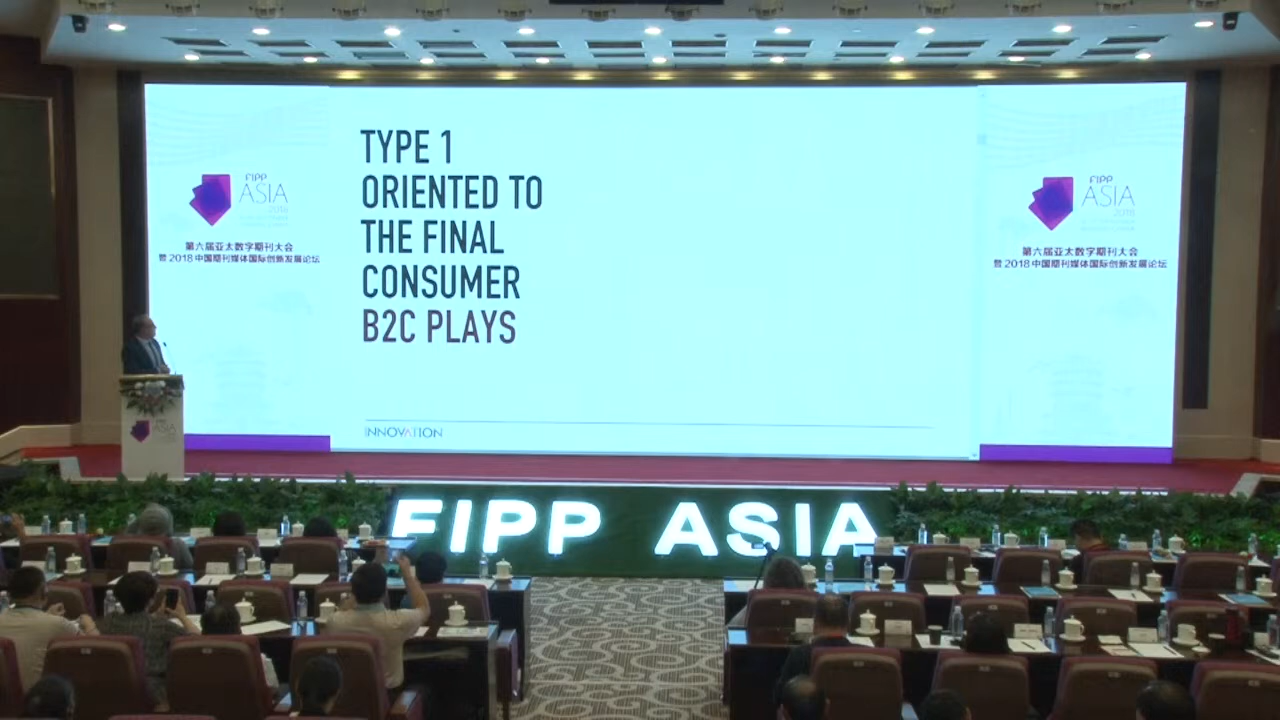 FIPP
ASIA
2018
第六届亚太数字期刊大会
暨2018中国期刊媒体国际创新发展论坛
TYPE 1
ORIENTED TO
THE FINAL
CONSUMER
B2C PLAYS
INNOVATION
FIPP
ASIA
2018
第六届亚太数字期刊大会
暨2018中国期刊媒体国际创新发展论坛
ASIA
FIPP ASIA